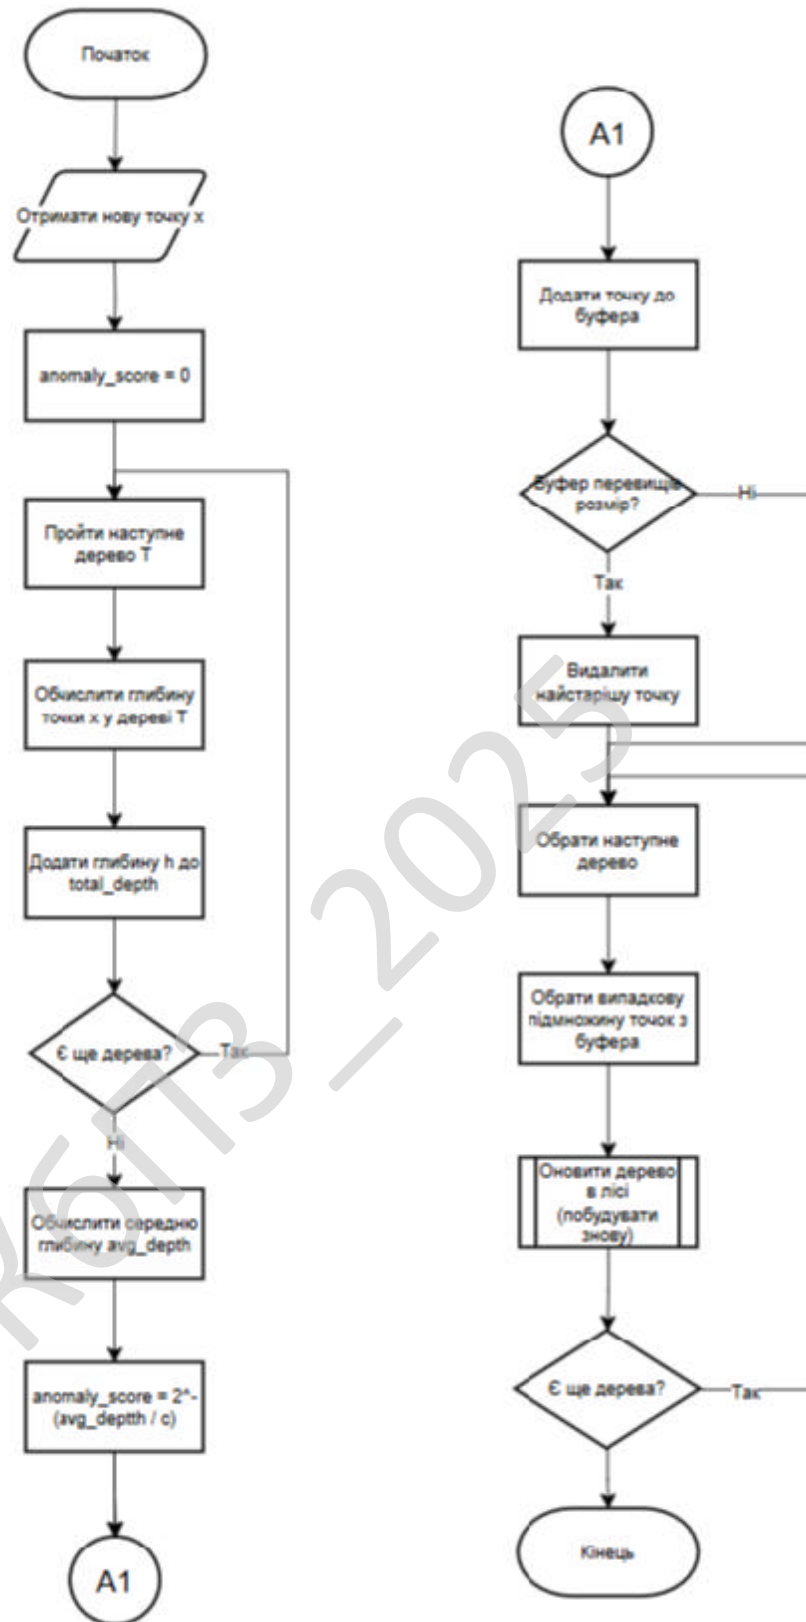 Початок
Отримати нову точку x
anomaly_score = 0
Пройти наступне
дерево T
Обчислити глибину
точки x у дереві T
Додати глибину h до
total_depth
Є ще дерева?
Так
Ні
Обчислити середню
глибину avg_depth
anomaly_score = 2^-
(avg_deptth / c)
A1
A1
Додати точку до
буфера
Буфер перевищів
розмір?
Ні
Так
Видалити
найстарішу точку
Обрати наступне
дерево
Обрати випадкову
підмножину точок з
буфера
Оновити дерево
в лісі
(побудувати
знову)
Є ще дерева?
Так
Кінець
КбПЗ_2025